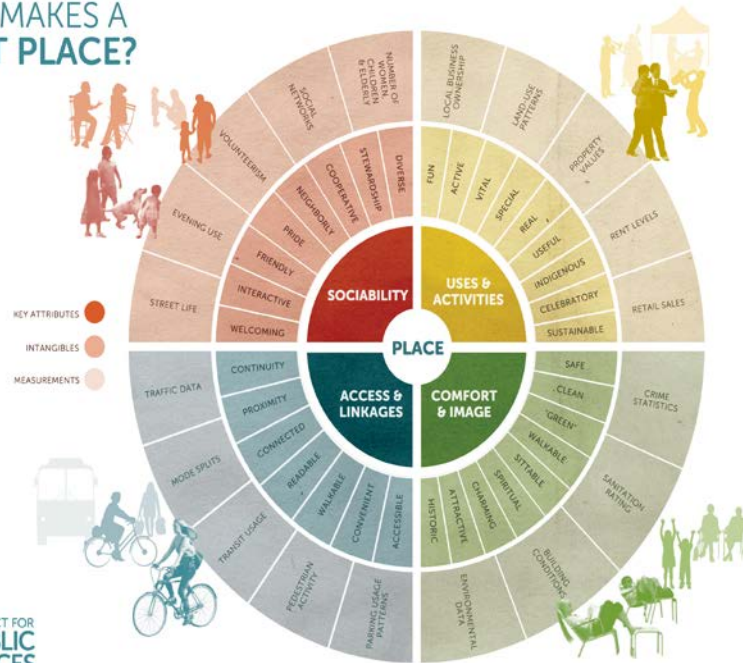 MAKES A
T PLACE?
KEY ATTRIBUTES
INTANGIBLES
MEASUREMENTS
PLACE
SOCIABILITY
USES &
ACTIVITIES
ACCESS &
LINKAGES
COMFORT
& IMAGE
WELCOMING
INTERACTIVE
FRIENDLY
PRIDE
NEIGHBORLY
COOPERATIVE
STEWARDSHIP
DIVERSE
FUN
ACTIVE
VITAL
SPECIAL
REAL
USEFUL
INDIGENOUS
CELEBRATORY
SUSTAINABLE
SAFE
CLEAN
'GREEN'
WALKABLE
SITTABLE
SPIRITUAL
CHARMING
ATTRACTIVE
HISTORIC
ACCESSIBLE
CONVENIENT
WALKABLE
READABLE
CONNECTED
PROXIMITY
CONTINUITY
STREET LIFE
EVENING USE
VOLUNTEERISM
SOCIAL
NETWORKS
NUMBER OF
WOMEN,
CHILDREN
& ELDERLY
LOCAL BUSINESS
OWNERSHIP
LAND-USE
PATTERNS
PROPERTY
VALUES
RENT LEVELS
RETAIL SALES
CRIME
STATISTICS
SANITATION
RATING
BUILDING
CONDITIONS
ENVIRONMENTAL
DATA
PARKING USAGE
PATTERNS
PEDESTRIAN
ACTIVITY
TRANSIT USAGE
MODE SPLITS
TRAFFIC DATA
CT FOR
BLIC
CES